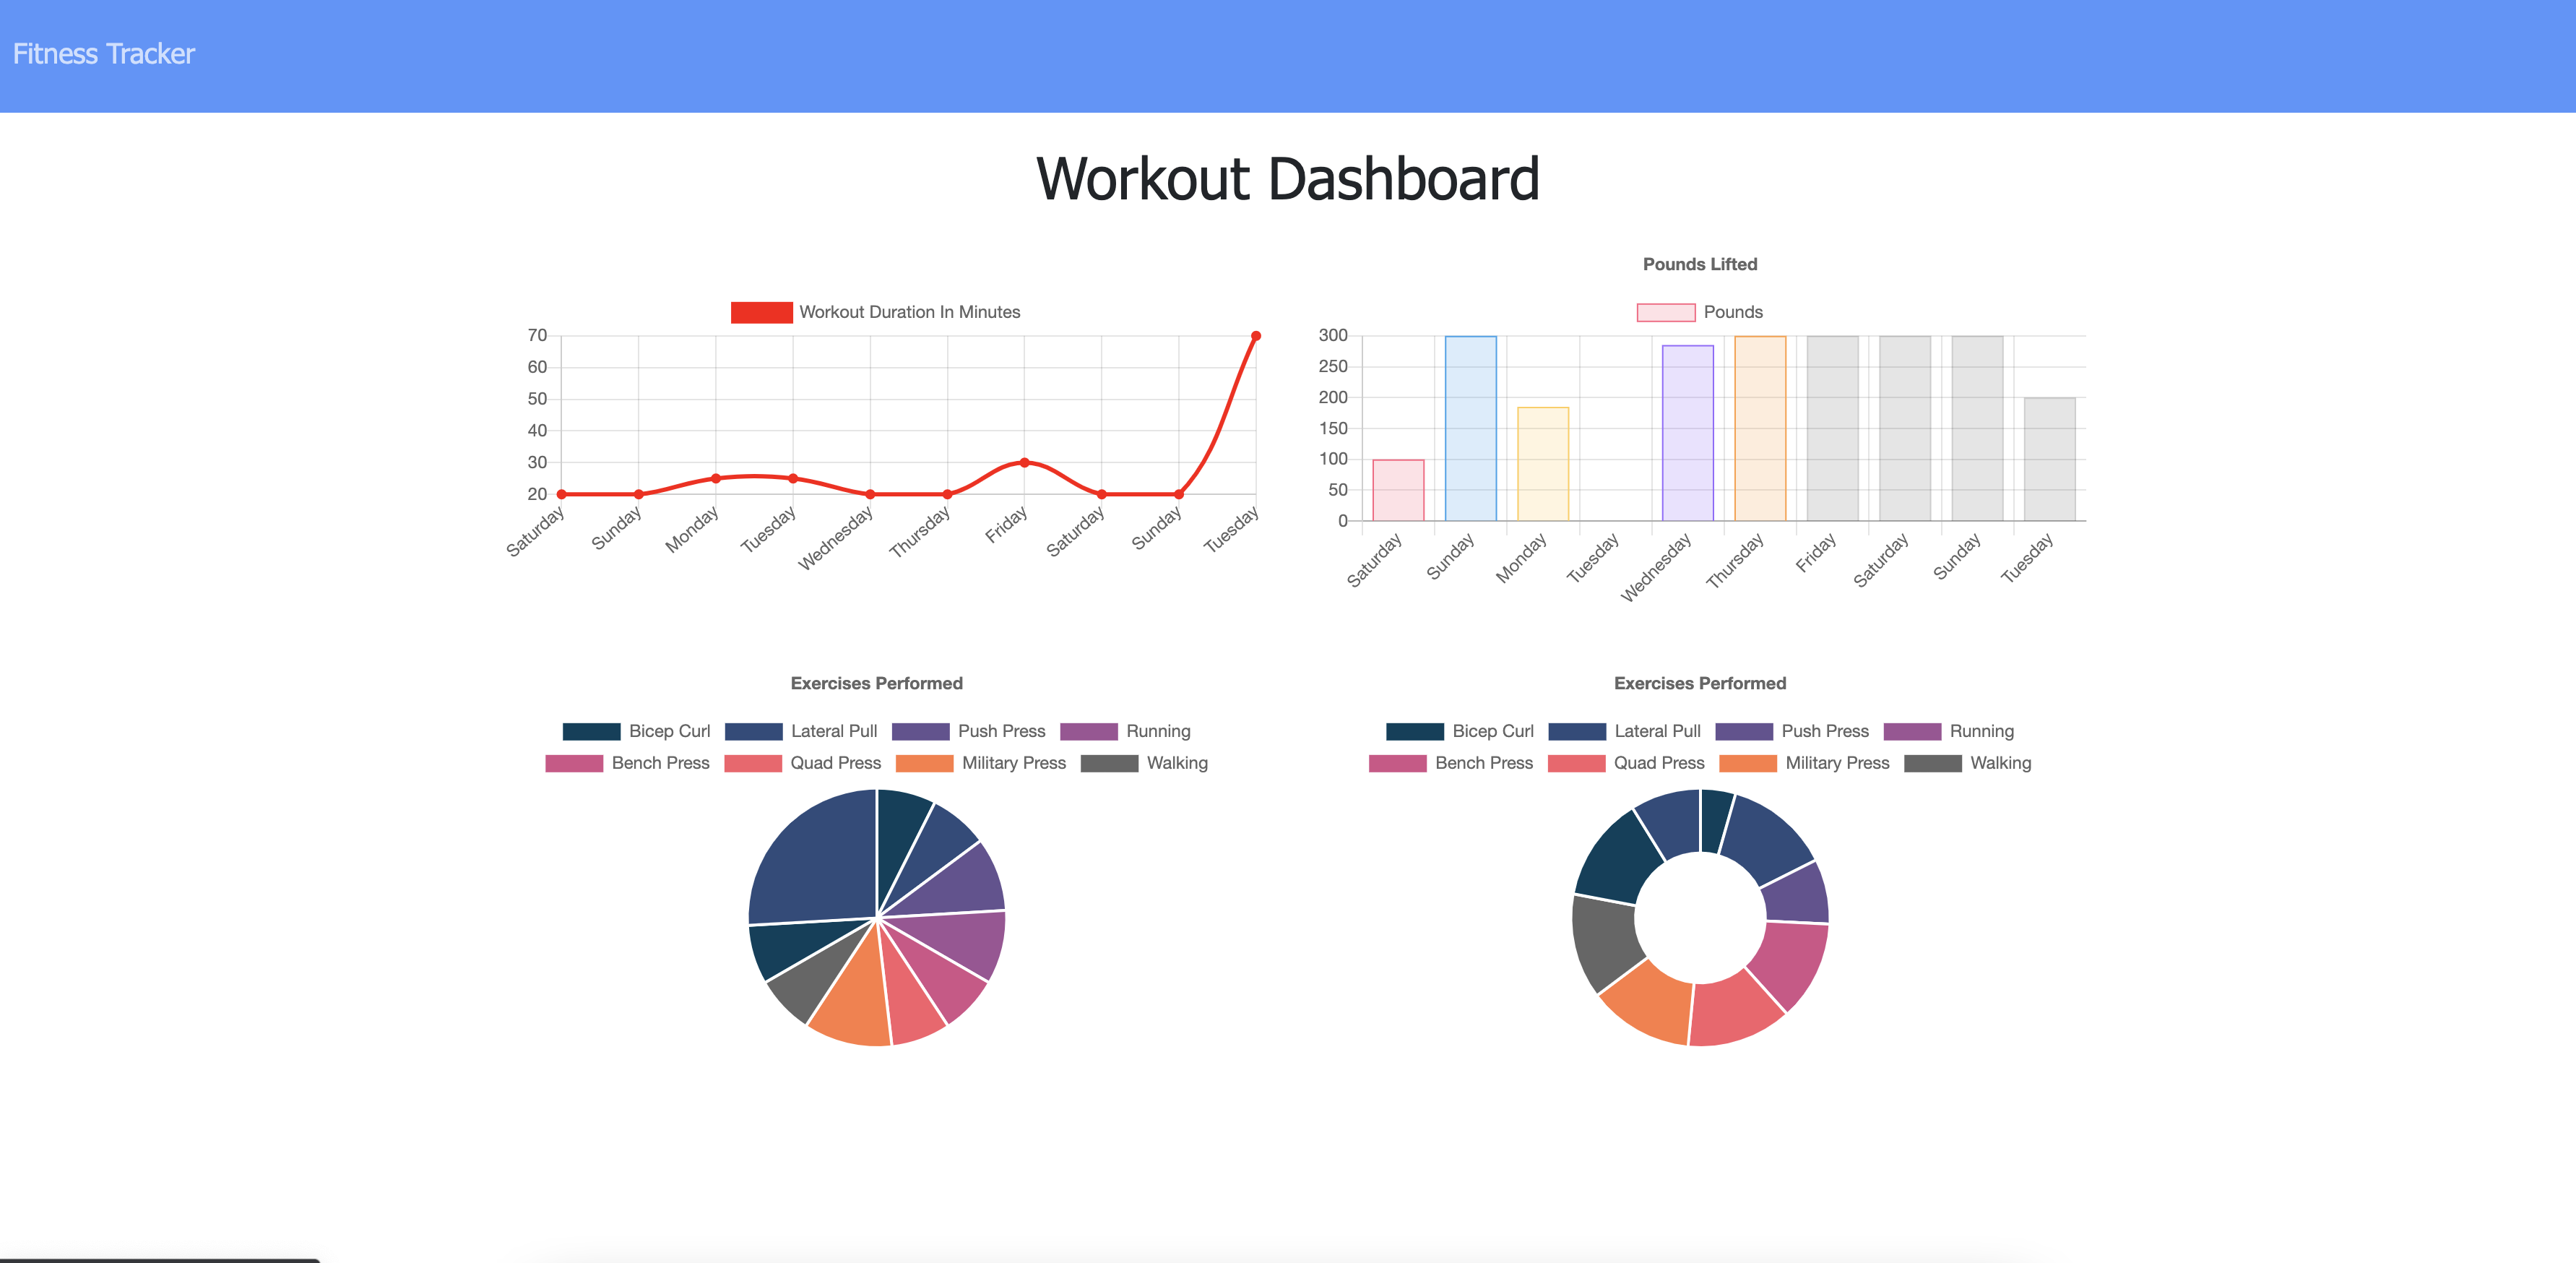 Fitness Tracker
Workout Dashboard
Workout Duration In Minutes
70
60
50
40
30
20
Saturday Sunday Monday Tuesday Wednesday Thursday Friday Saturday Sunday Tuesday
Pounds Lifted
Pounds
300
250
200
150
100
50
0
Saturday Sunday Monday Tuesday Wednesday Thursday Friday Saturday Sunday Tuesday
Exercises Performed
Bicep Curl Lateral Pull Push Press Running
Bench Press Quad Press Military Press Walking
Exercises Performed
Bicep Curl Lateral Pull Push Press Running
Bench Press Quad Press Military Press Walking